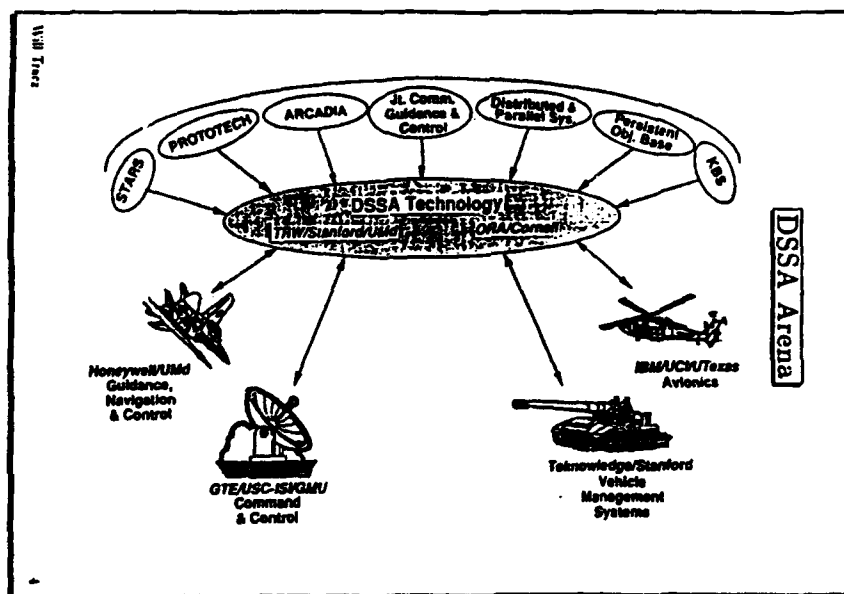 DSSA Arena
STARS
PROTOTECH
ARCADIA
Jt. Comm.
Guidance &
Control
Distributed &
Parallel Sys.
Persistent
Obj. Base
KBS
DSSA Technology
TRW/Stanford/UMd
ORA/Cornell
Honeywell/UMd
Guidance,
Navigation
& Control
GTE/USC-ISI/GMU
Command
& Control
Teknowledge/Stanford
Vehicle
Management
Systems
IBM/UCI/U/Texas
Avionics
Will Tracz
4